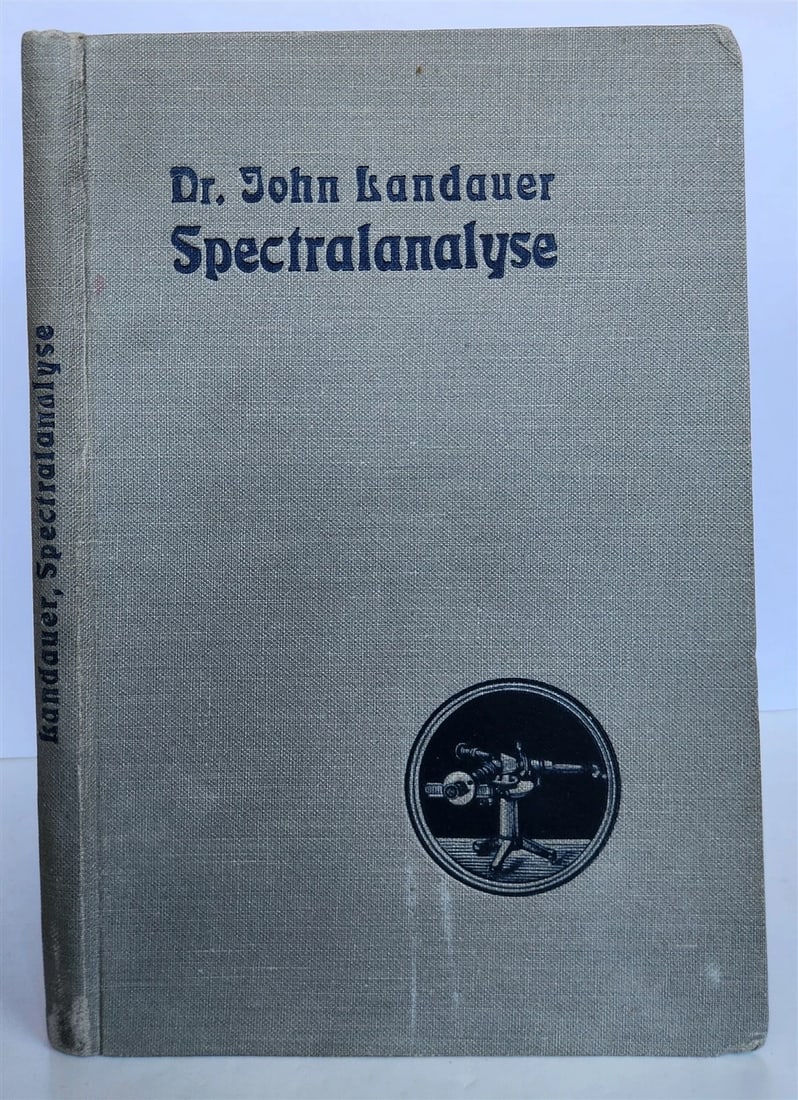 Dr. John Landauer
Spectralanalyse
Landauer, Spectralanalyse